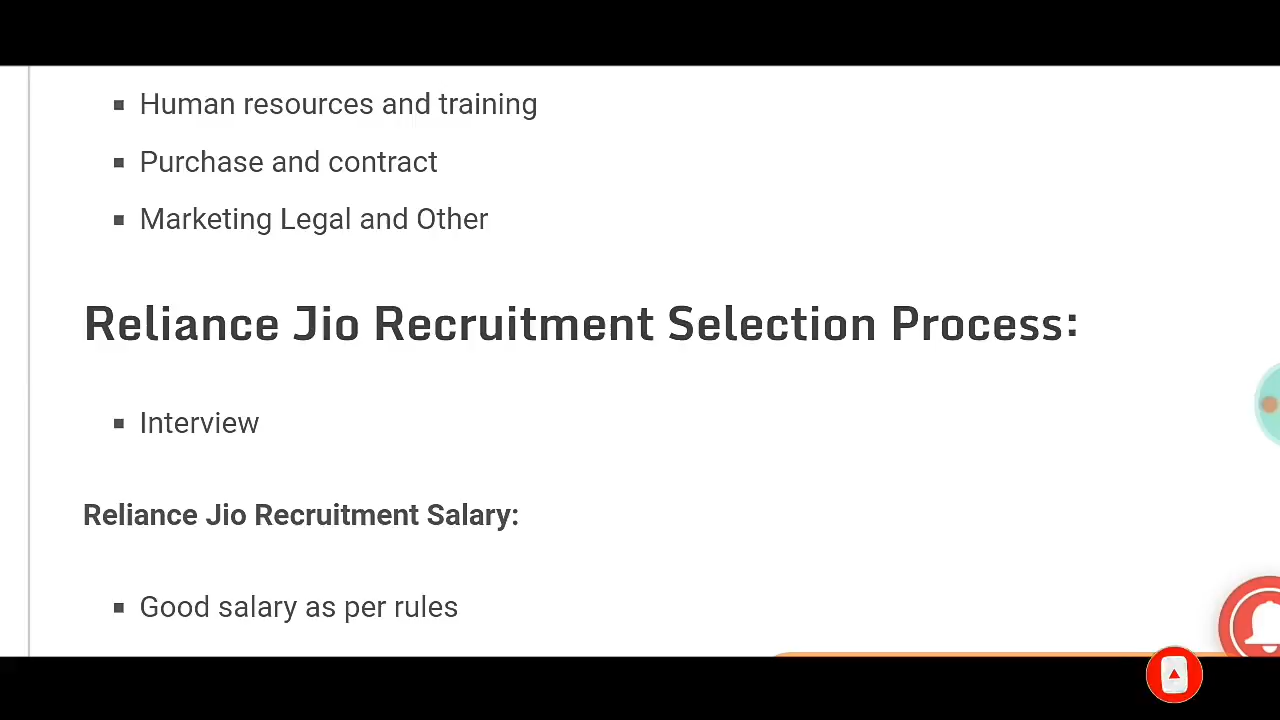 Human resources and training
Purchase and contract
Marketing Legal and Other
Reliance Jio Recruitment Selection Process:
Interview
Reliance Jio Recruitment Salary:
Good salary as per rules